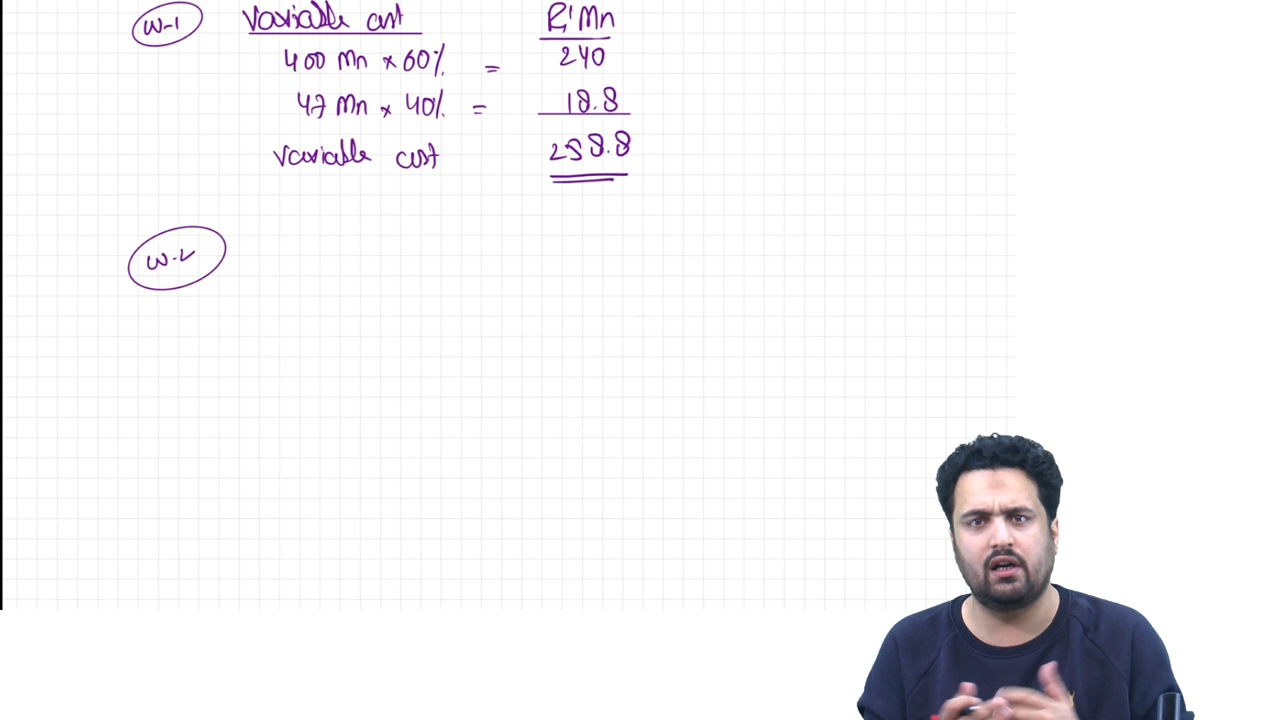 W-1 Variable cost R'Mn
400 Mn × 60% = 240
47 Mn × 40% = 18.8
Variable cost 258.8
W-2